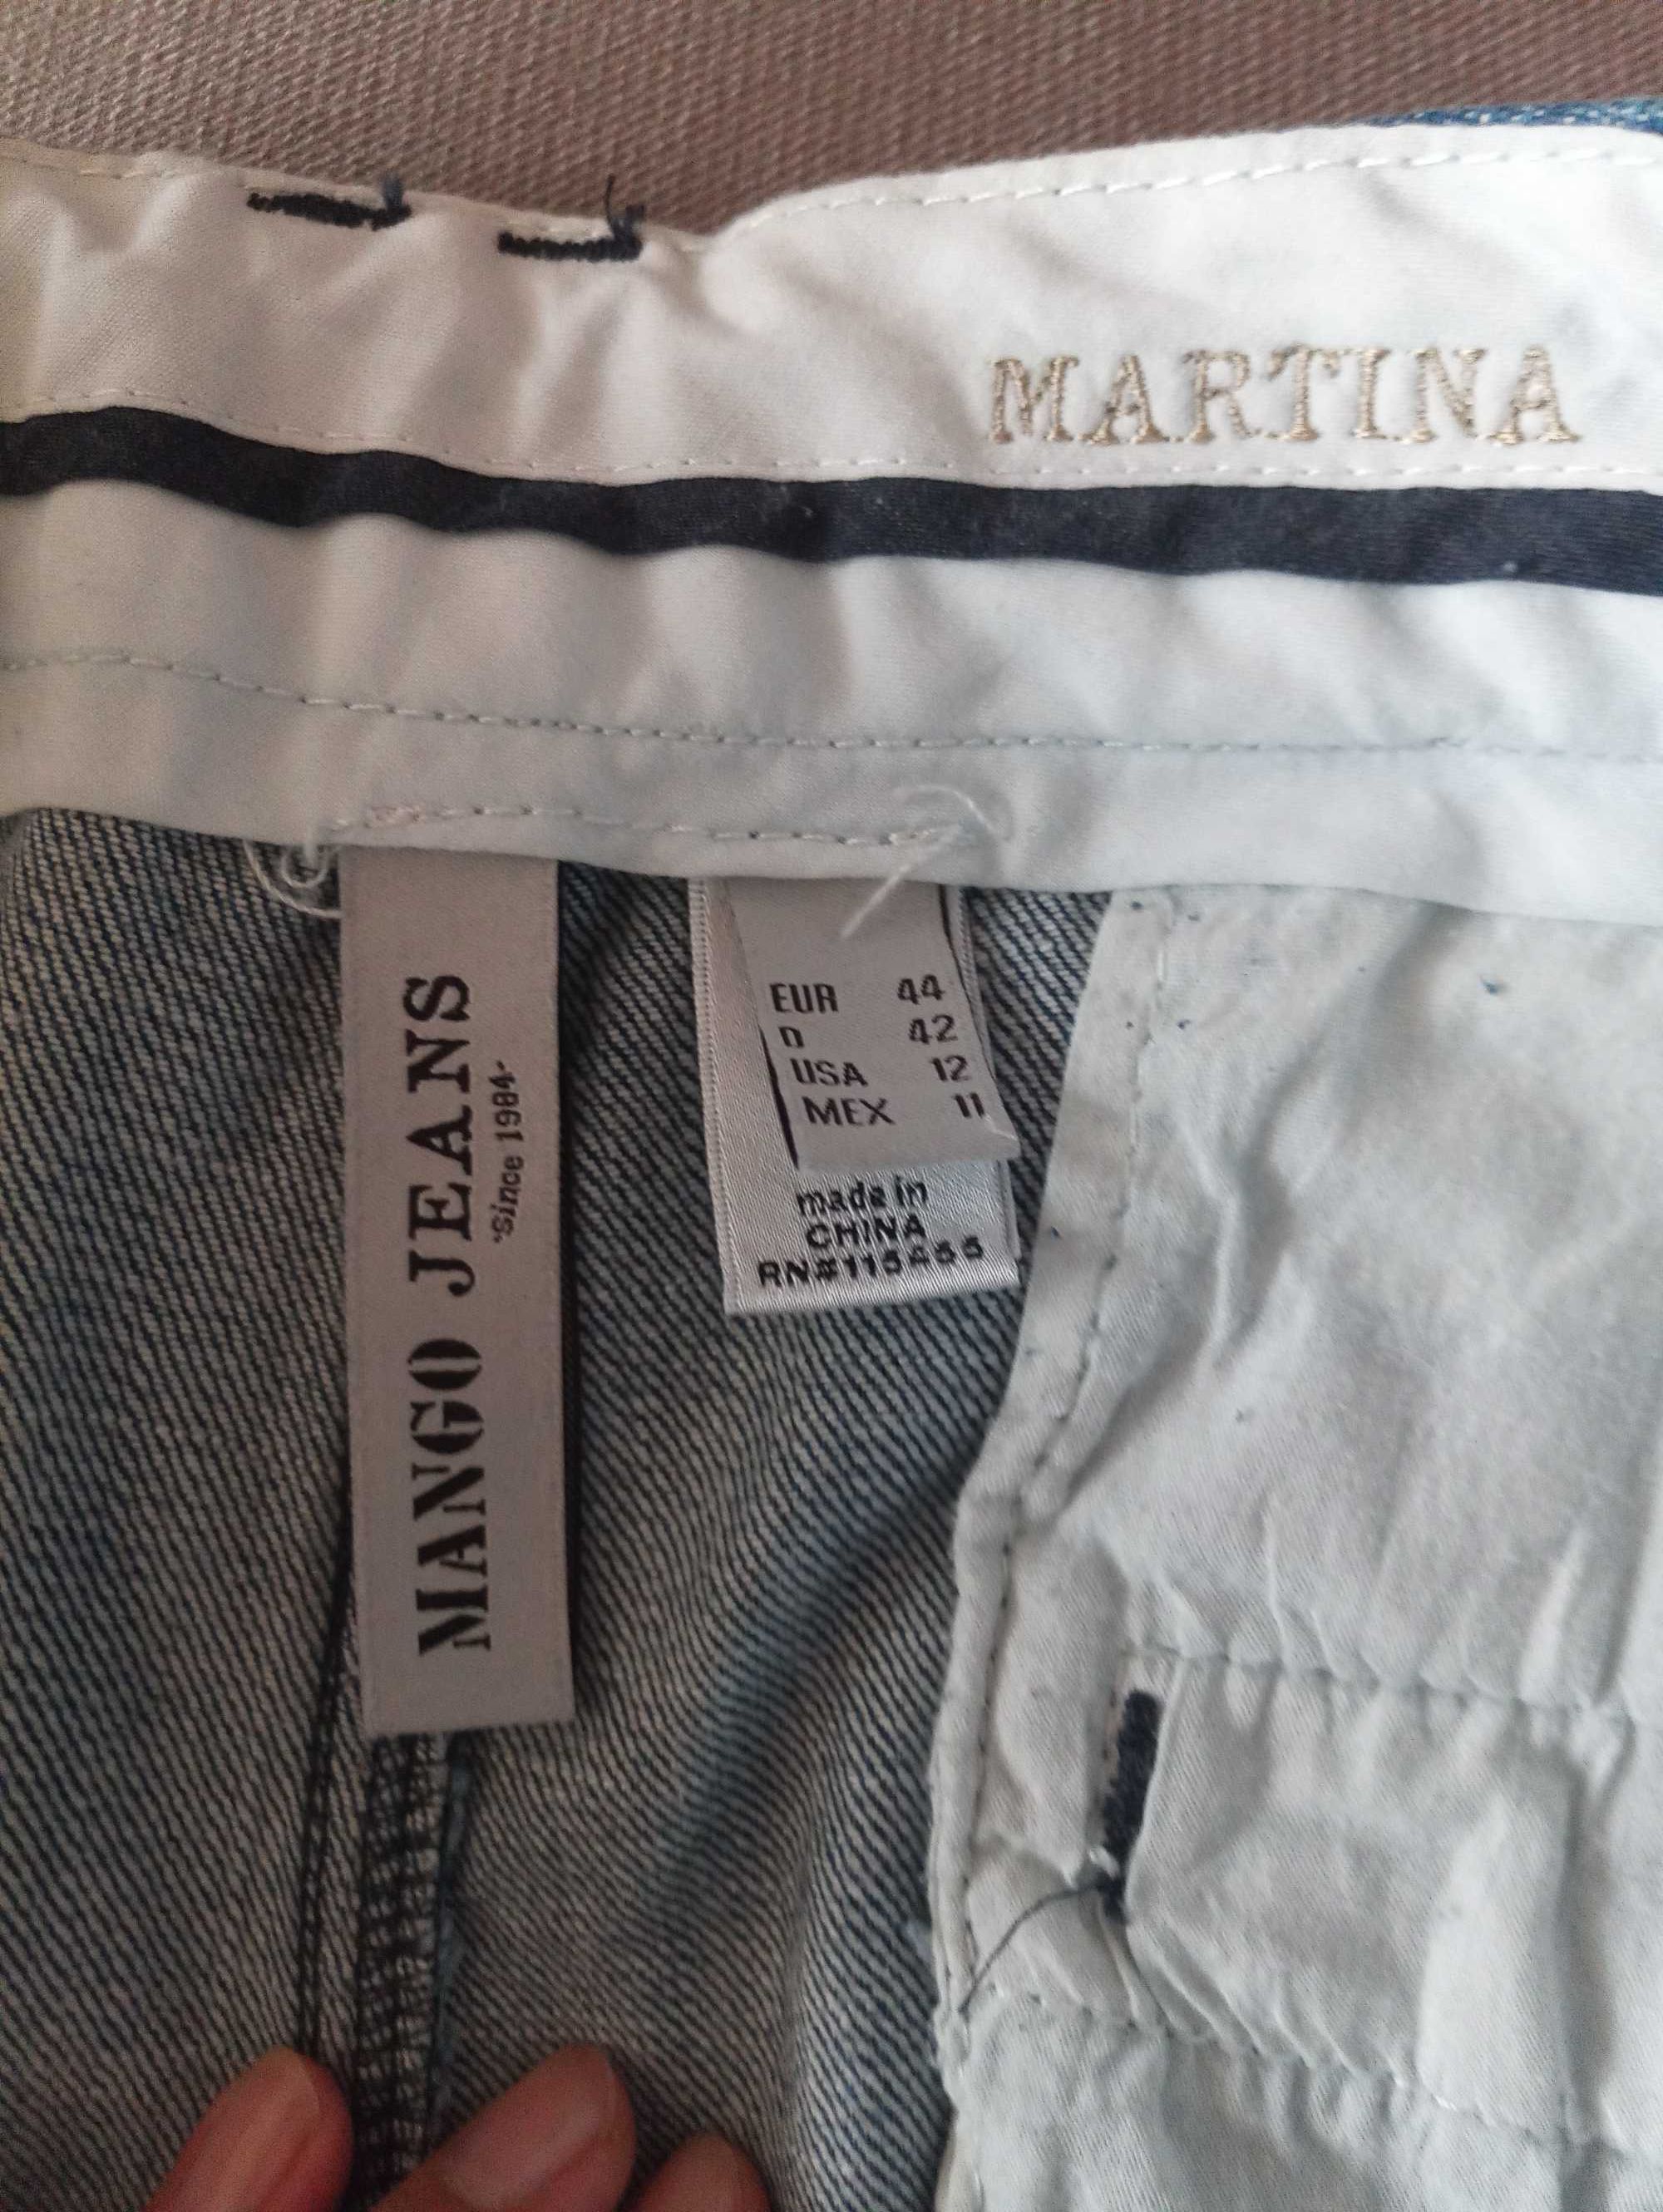 MARTINA
MANGO JEANS
"Since 1984"
EUR 44
D 42
USA 12
MEX 11
made in
CHINA